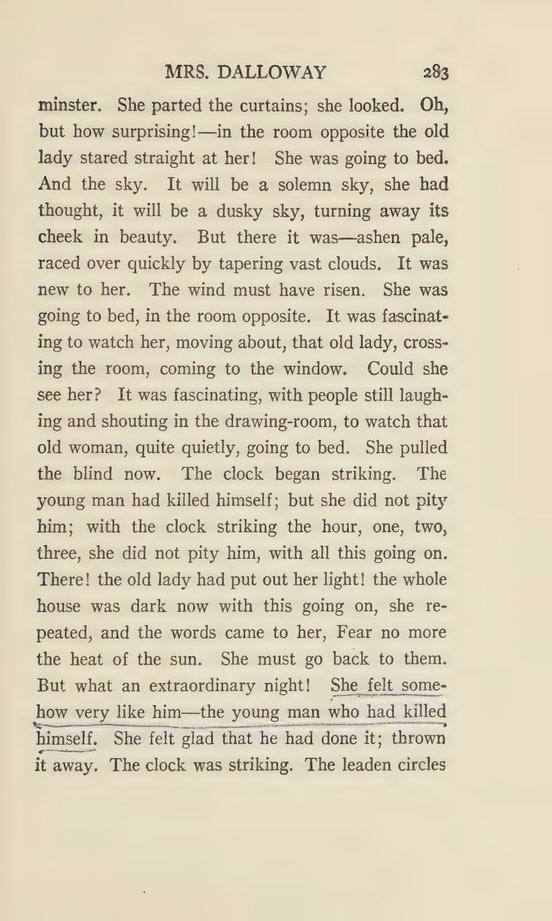 MRS. DALLOWAY 283
minster. She parted the curtains; she looked. Oh,
but how surprising!—in the room opposite the old
lady stared straight at her! She was going to bed.
And the sky. It will be a solemn sky, she had
thought, it will be a dusky sky, turning away its
cheek in beauty. But there it was—ashen pale,
raced over quickly by tapering vast clouds. It was
new to her. The wind must have risen. She was
going to bed, in the room opposite. It was fascinat-
ing to watch her, moving about, that old lady, cross-
ing the room, coming to the window. Could she
see her? It was fascinating, with people still laugh-
ing and shouting in the drawing-room, to watch that
old woman, quite quietly, going to bed. She pulled
the blind now. The clock began striking. The
young man had killed himself; but she did not pity
him; with the clock striking the hour, one, two,
three, she did not pity him, with all this going on.
There! the old lady had put out her light! the whole
house was dark now with this going on, she re-
peated, and the words came to her, Fear no more
the heat of the sun. She must go back to them.
But what an extraordinary night! She felt some-
how very like him—the young man who had killed
himself. She felt glad that he had done it; thrown
it away. The clock was striking. The leaden circles